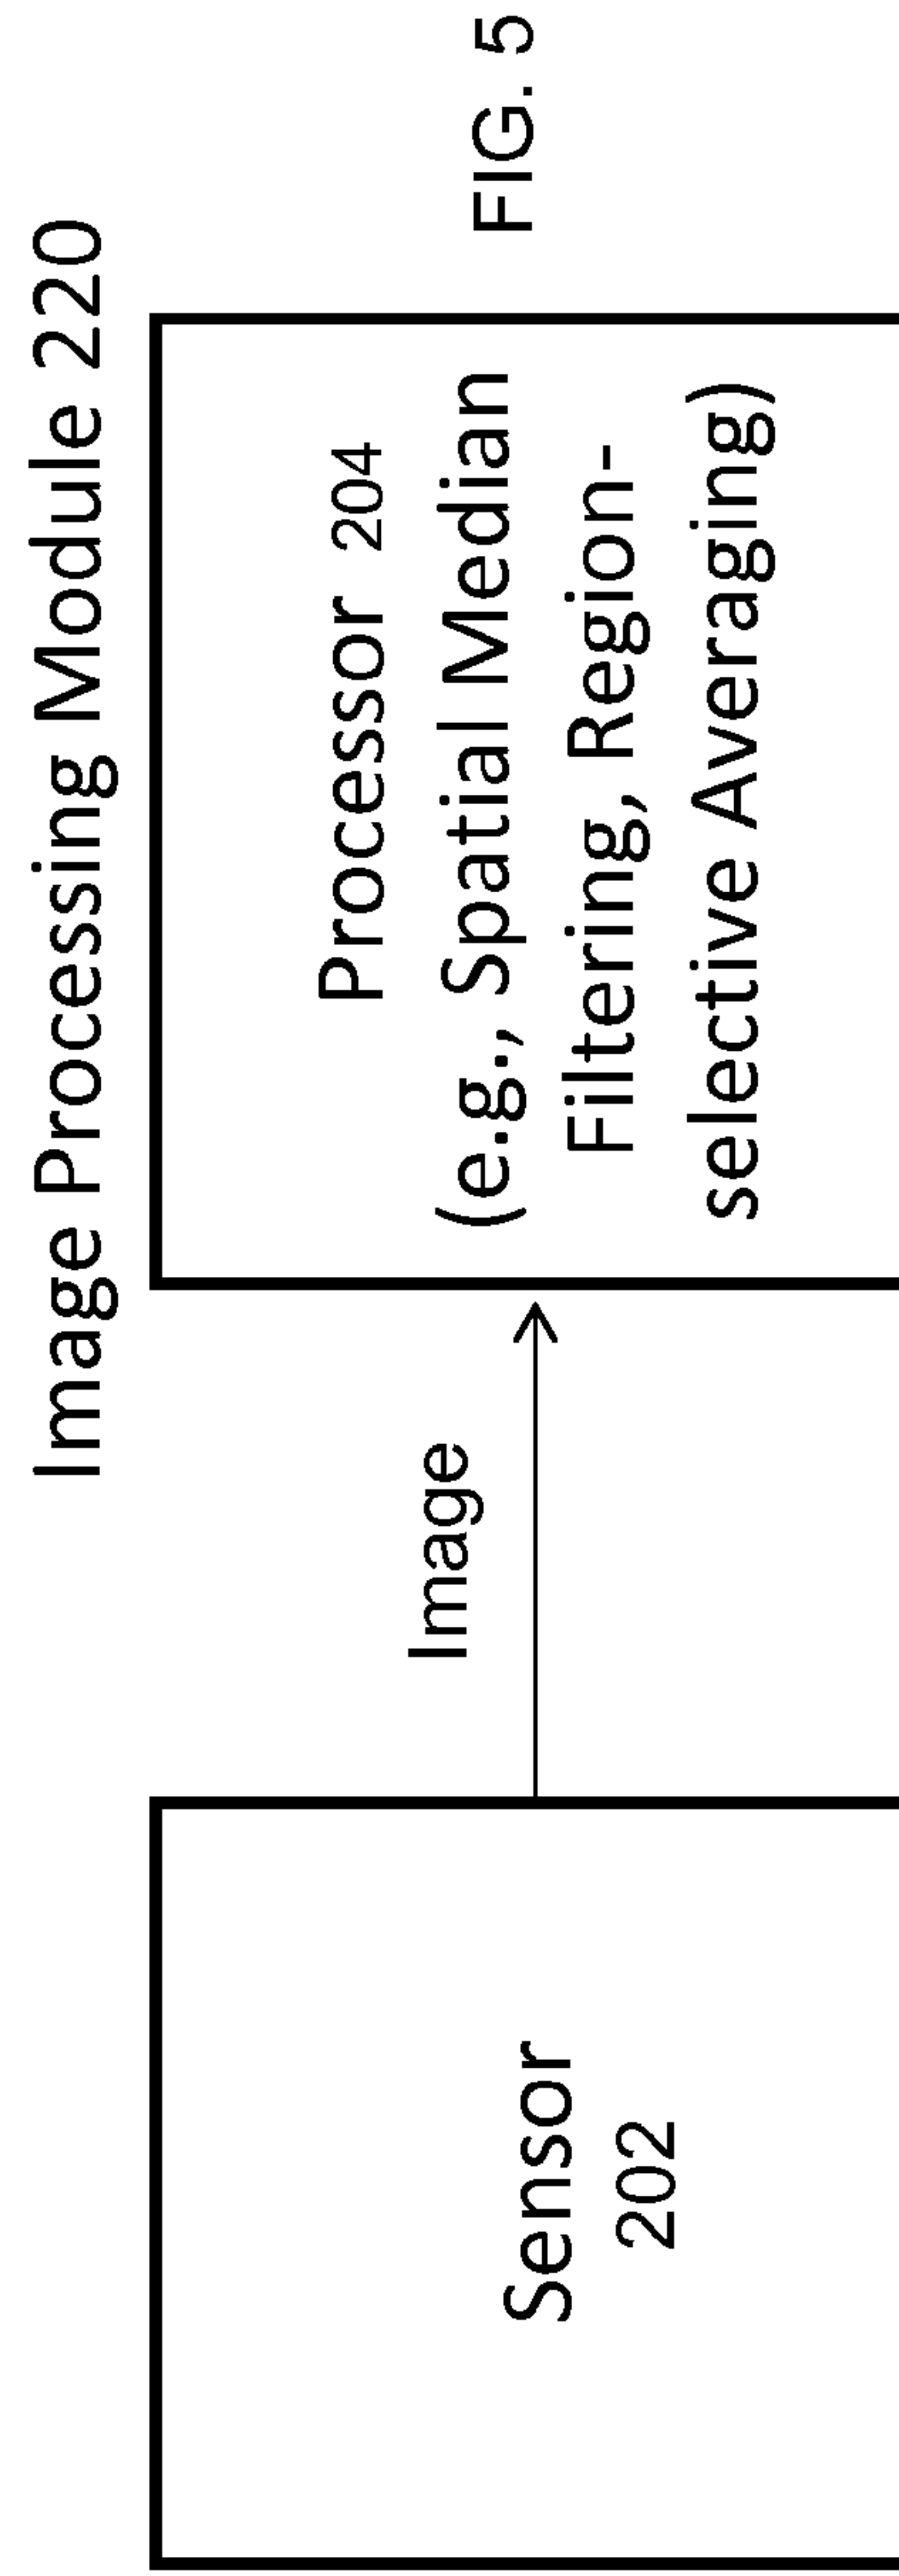 Image Processing Module 220
Sensor
202
Image
Processor 204
(e.g., Spatial Median
Filtering, Region-
selective Averaging)
FIG. 5